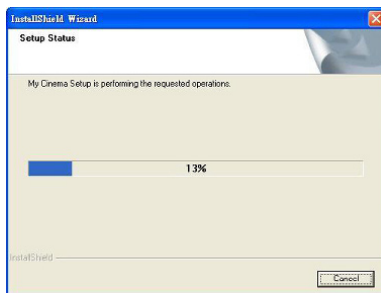 InstallShield Wizard
Setup Status
My Cinema Setup is performing the requested operations.
13%
InstallShield
Cancel